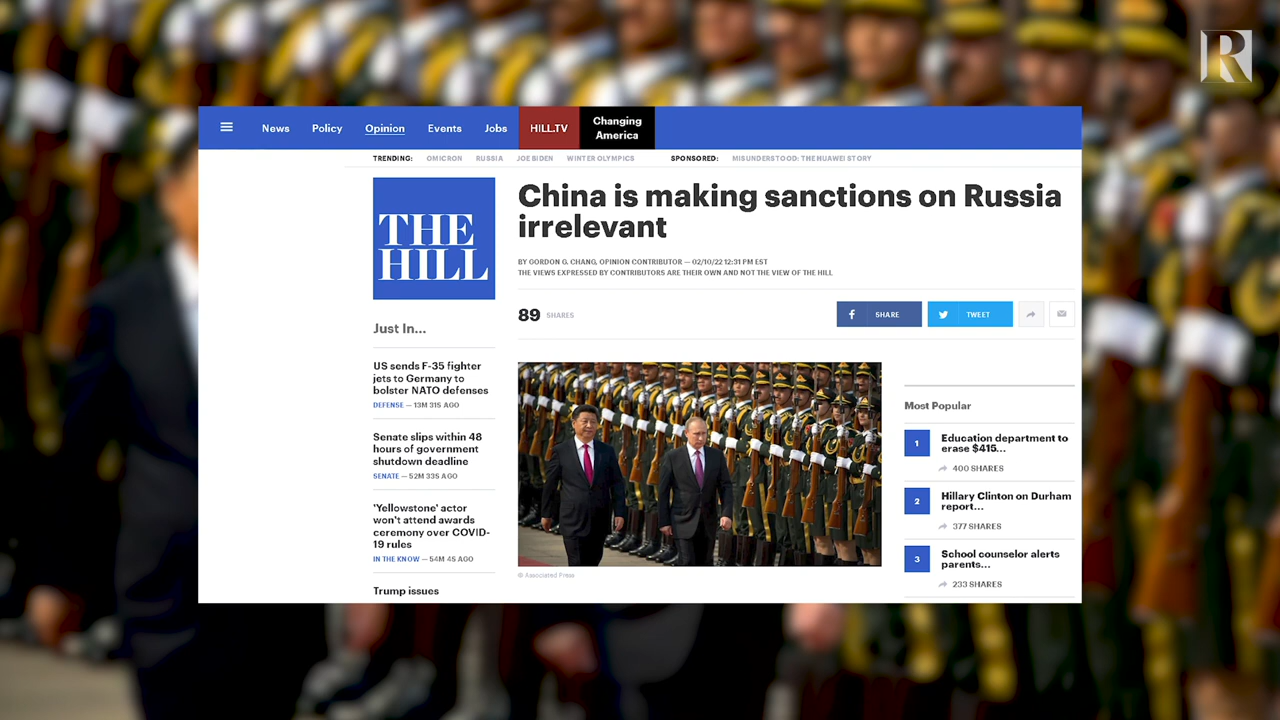 R
News
Policy
Opinion
Events
Jobs
HILL.TV
Changing
America
TRENDING:
OMICRON
RUSSIA
JOE BIDEN
WINTER OLYMPICS
SPONSORED:
MISUNDERSTOOD: THE HUAWEI STORY
THE
HILL
China is making sanctions on Russia
irrelevant
BY GORDON G. CHANG, OPINION CONTRIBUTOR — 02/10/22 12:31 PM EST
THE VIEWS EXPRESSED BY CONTRIBUTORS ARE THEIR OWN AND NOT THE VIEW OF THE HILL
89 SHARES
SHARE
TWEET
Just In...
US sends F-35 fighter
jets to Germany to
bolster NATO defenses
DEFENSE — 13M 31S AGO
Senate slips within 48
hours of government
shutdown deadline
SENATE — 52M 33S AGO
'Yellowstone' actor
won't attend awards
ceremony over COVID-
19 rules
IN THE KNOW — 54M 4S AGO
Trump issues
© Associated Press
Most Popular
1
Education department to
erase $415...
400 SHARES
2
Hillary Clinton on Durham
report...
377 SHARES
3
School counselor alerts
parents...
233 SHARES